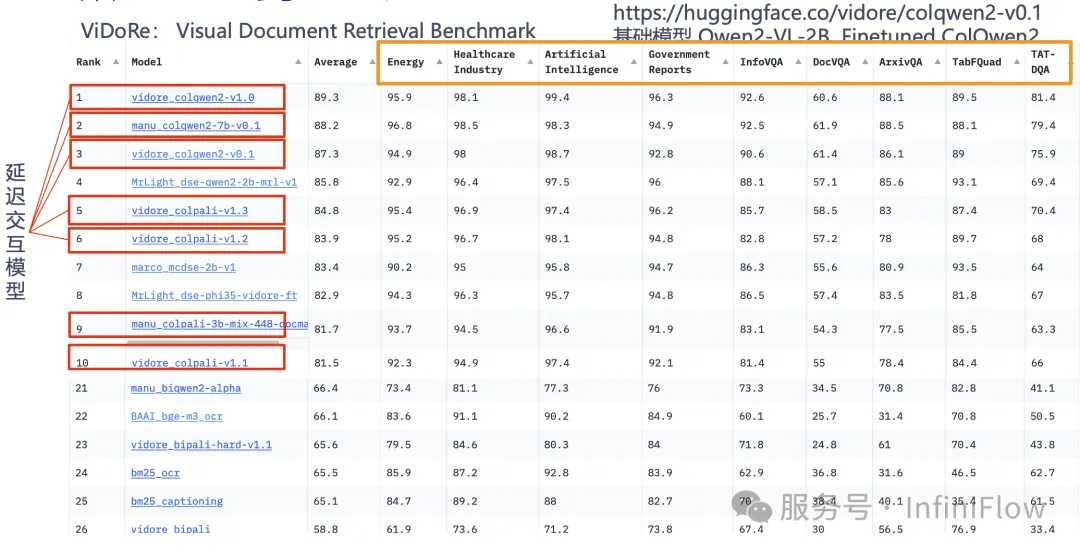 https://huggingface.co/vidore/colqwen2-v0.1
ViDoRe： Visual Document Retrieval Benchmark
基础模型 Qwen2-VL-2B, Finetuned ColQwen2
Rank Model Average Energy Healthcare Industry Artificial Intelligence Government Reports InfoVQA DocVQA ArxivQA TabFQuad TAT-DQA
1 vidore_colqwen2-v1.0 89.3 95.9 98.1 99.4 96.3 92.6 60.6 88.1 89.5 81.4
2 manu_colqwen2-7b-v0.1 88.2 96.8 98.5 98.3 94.9 92.5 61.9 88.5 88.1 79.4
3 vidore_colqwen2-v0.1 87.3 94.9 98 98.7 92.8 90.6 61.4 86.1 89 75.9
4 MrLight_dse-qwen2-2b-mrl-v1 85.8 92.9 96.4 97.5 96 88.1 57.1 85.6 93.1 69.4
5 vidore_colpali-v1.3 84.8 95.4 96.9 97.4 96.2 85.7 58.5 83 87.4 70.4
6 vidore_colpali-v1.2 83.9 95.2 96.7 98.1 94.8 82.8 57.2 78 89.7 68
7 marco_mcdse-2b-v1 83.4 90.2 95 95.8 94.7 86.3 55.6 80.9 93.5 64
8 MrLight_dse-phi35-vidore-ft 82.9 94.3 96.3 95.7 94.8 86.5 57.4 83.5 81.8 67
9 manu_colpali-3b-mix-448-docma 81.7 93.7 94.5 96.6 91.9 83.1 54.3 77.5 85.5 63.3
10 vidore_colpali-v1.1 81.5 92.3 94.9 97.4 92.1 81.4 55 78.4 84.4 66
21 manu_biqwen2-alpha 66.4 73.4 81.1 77.3 76 73.3 34.5 70.8 82.8 41.1
22 BAAI_bge-m3_ocr 66.1 83.6 91.1 90.2 84.9 60.1 25.7 31.4 70.8 50.5
23 vidore_bipali-hard-v1.1 65.6 79.5 84.6 80.3 84 71.8 24.8 61 70.4 43.8
24 bm25_ocr 65.5 85.9 87.2 92.8 83.9 62.9 36.8 31.6 46.5 62.7
25 bm25_captioning 65.1 84.7 89.2 88 82.7 70 38.4 40.1 35.4 61.5
26 vidore_bipali 58.8 61.9 73.6 71.2 73.8 67.4 30 56.5 76.9 33.4
延迟交互模型
服务号 · InfiniFlow